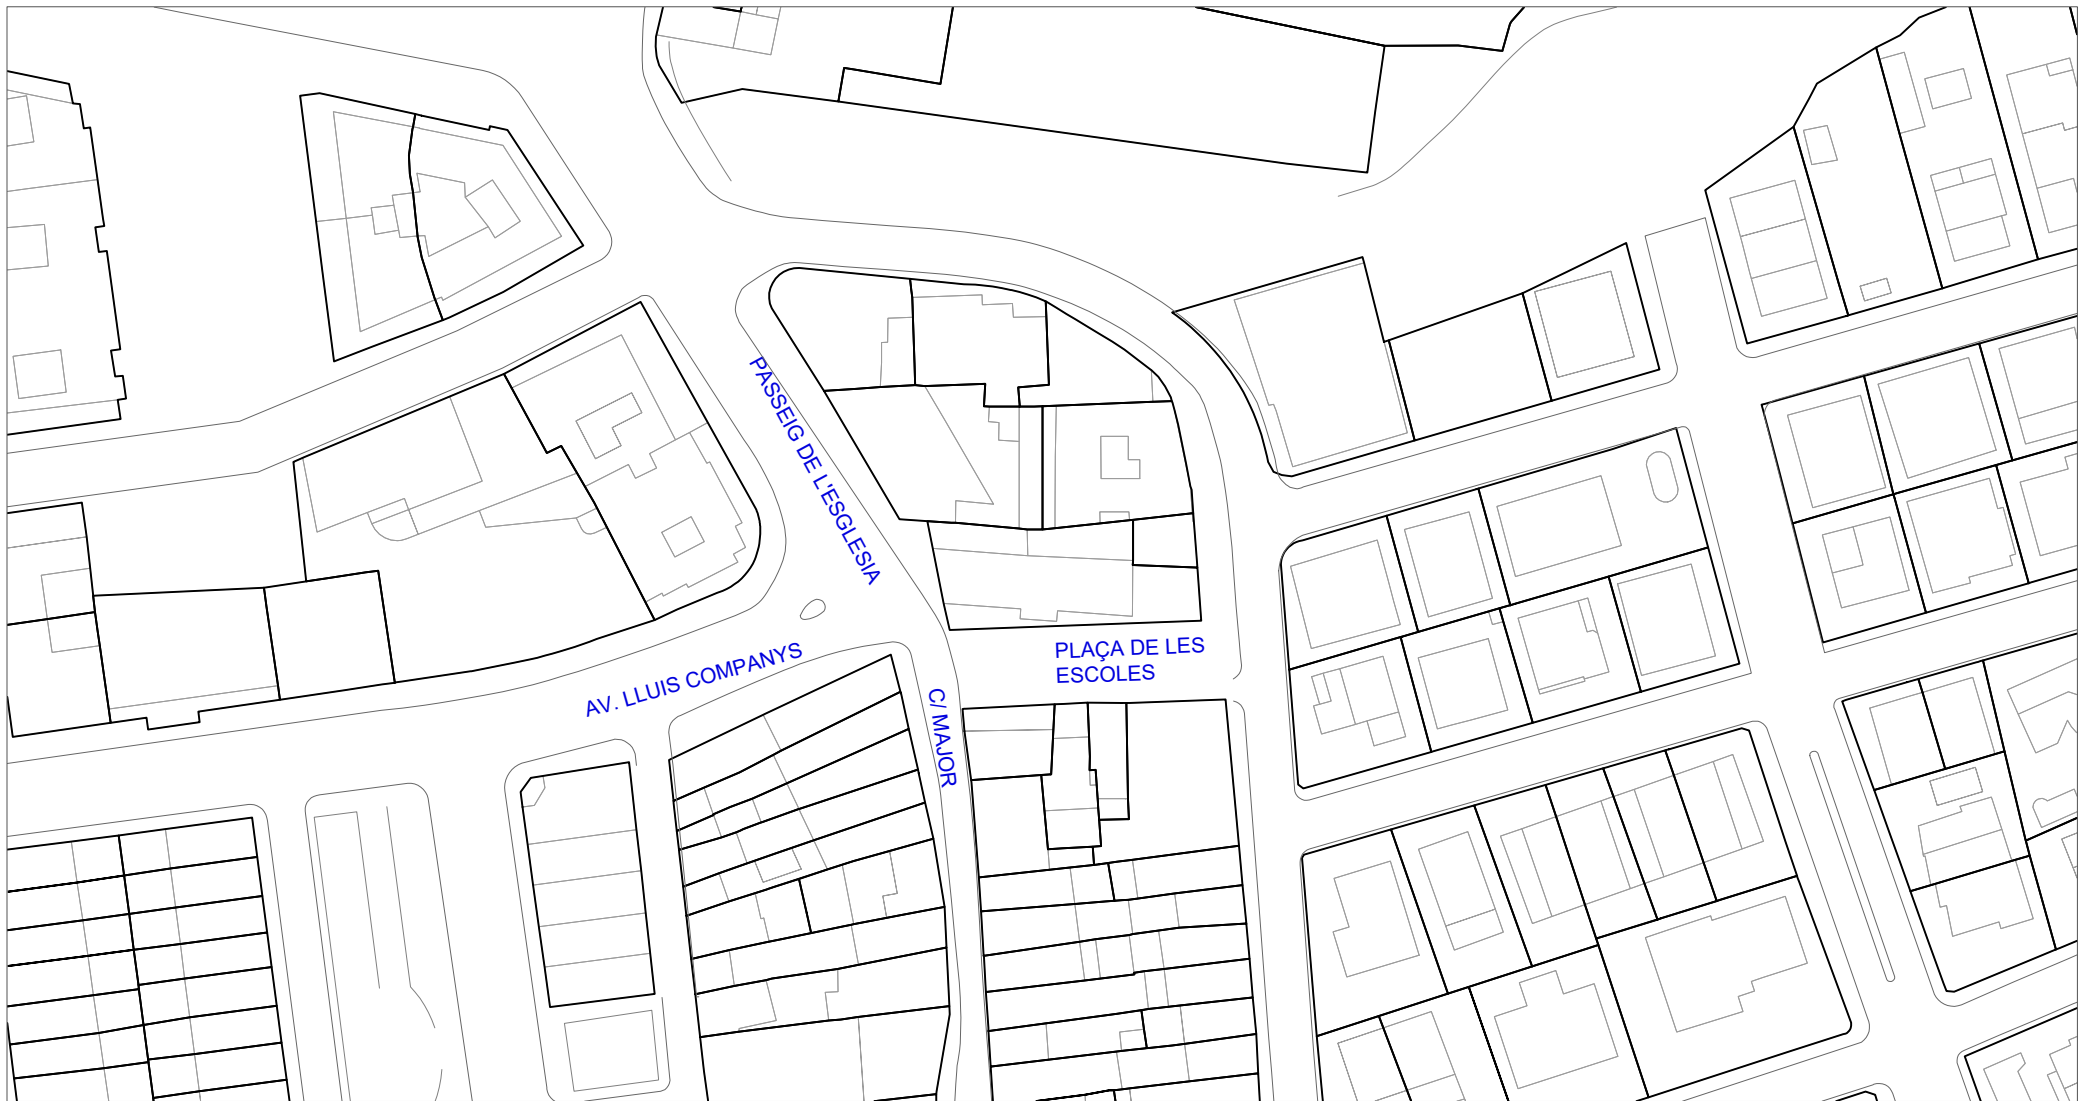 PASSEIG DE L'ESGLESIA
PLAÇA DE LES
ESCOLES
AV. LLUIS COMPANYS
C/ MAJOR